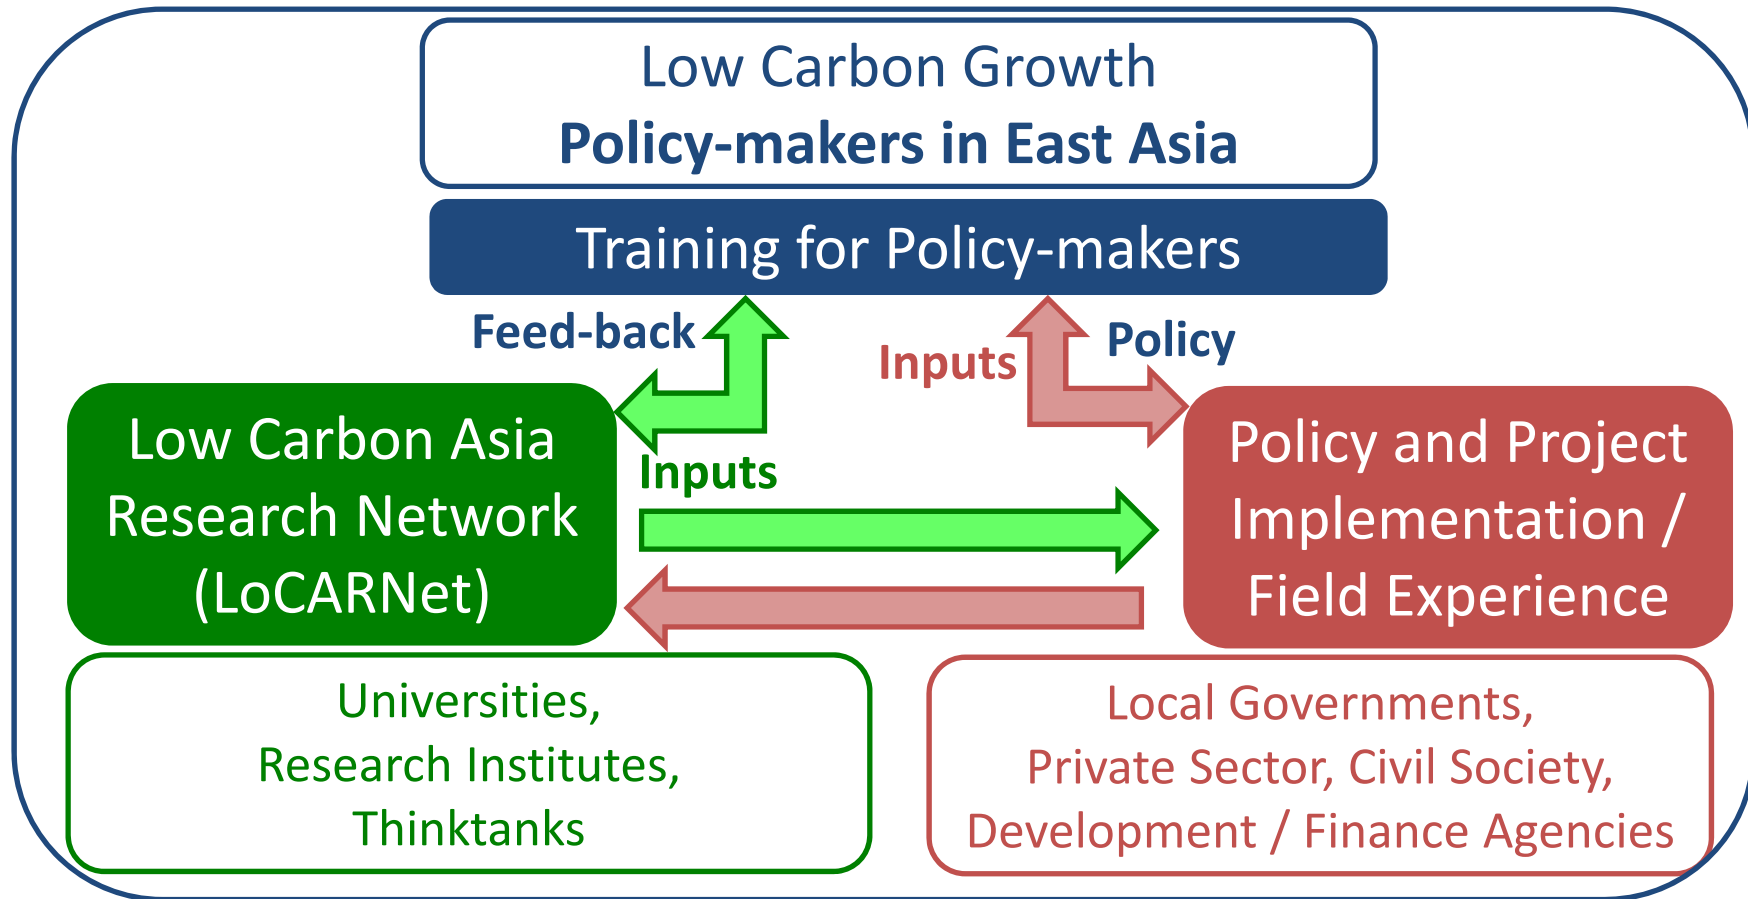 Low Carbon Growth
Policy-makers in East Asia
Training for Policy-makers
Feed-back
Inputs
Policy
Low Carbon Asia
Research Network
(LoCARNet)
Inputs
Policy and Project
Implementation /
Field Experience
Universities,
Research Institutes,
Thinktanks
Local Governments,
Private Sector, Civil Society,
Development / Finance Agencies